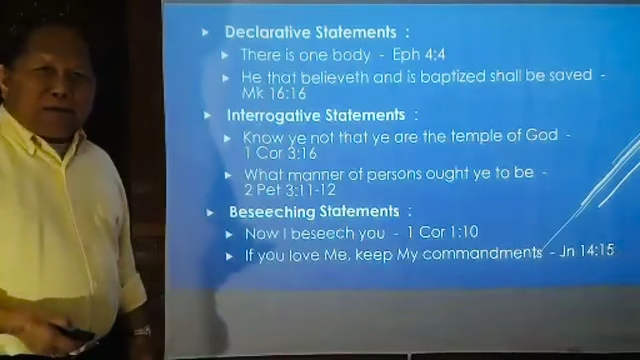 Declarative Statements :
There is one body - Eph 4:4
He that believeth and is baptized shall be saved -
Mk 16:16
Interrogative Statements :
Know ye not that ye are the temple of God -
1 Cor 3:16
What manner of persons ought ye to be -
2 Pet 3:11-12
Beseeching Statements :
Now I beseech you - 1 Cor 1:10
If you love Me, keep My commandments - Jn 14:15